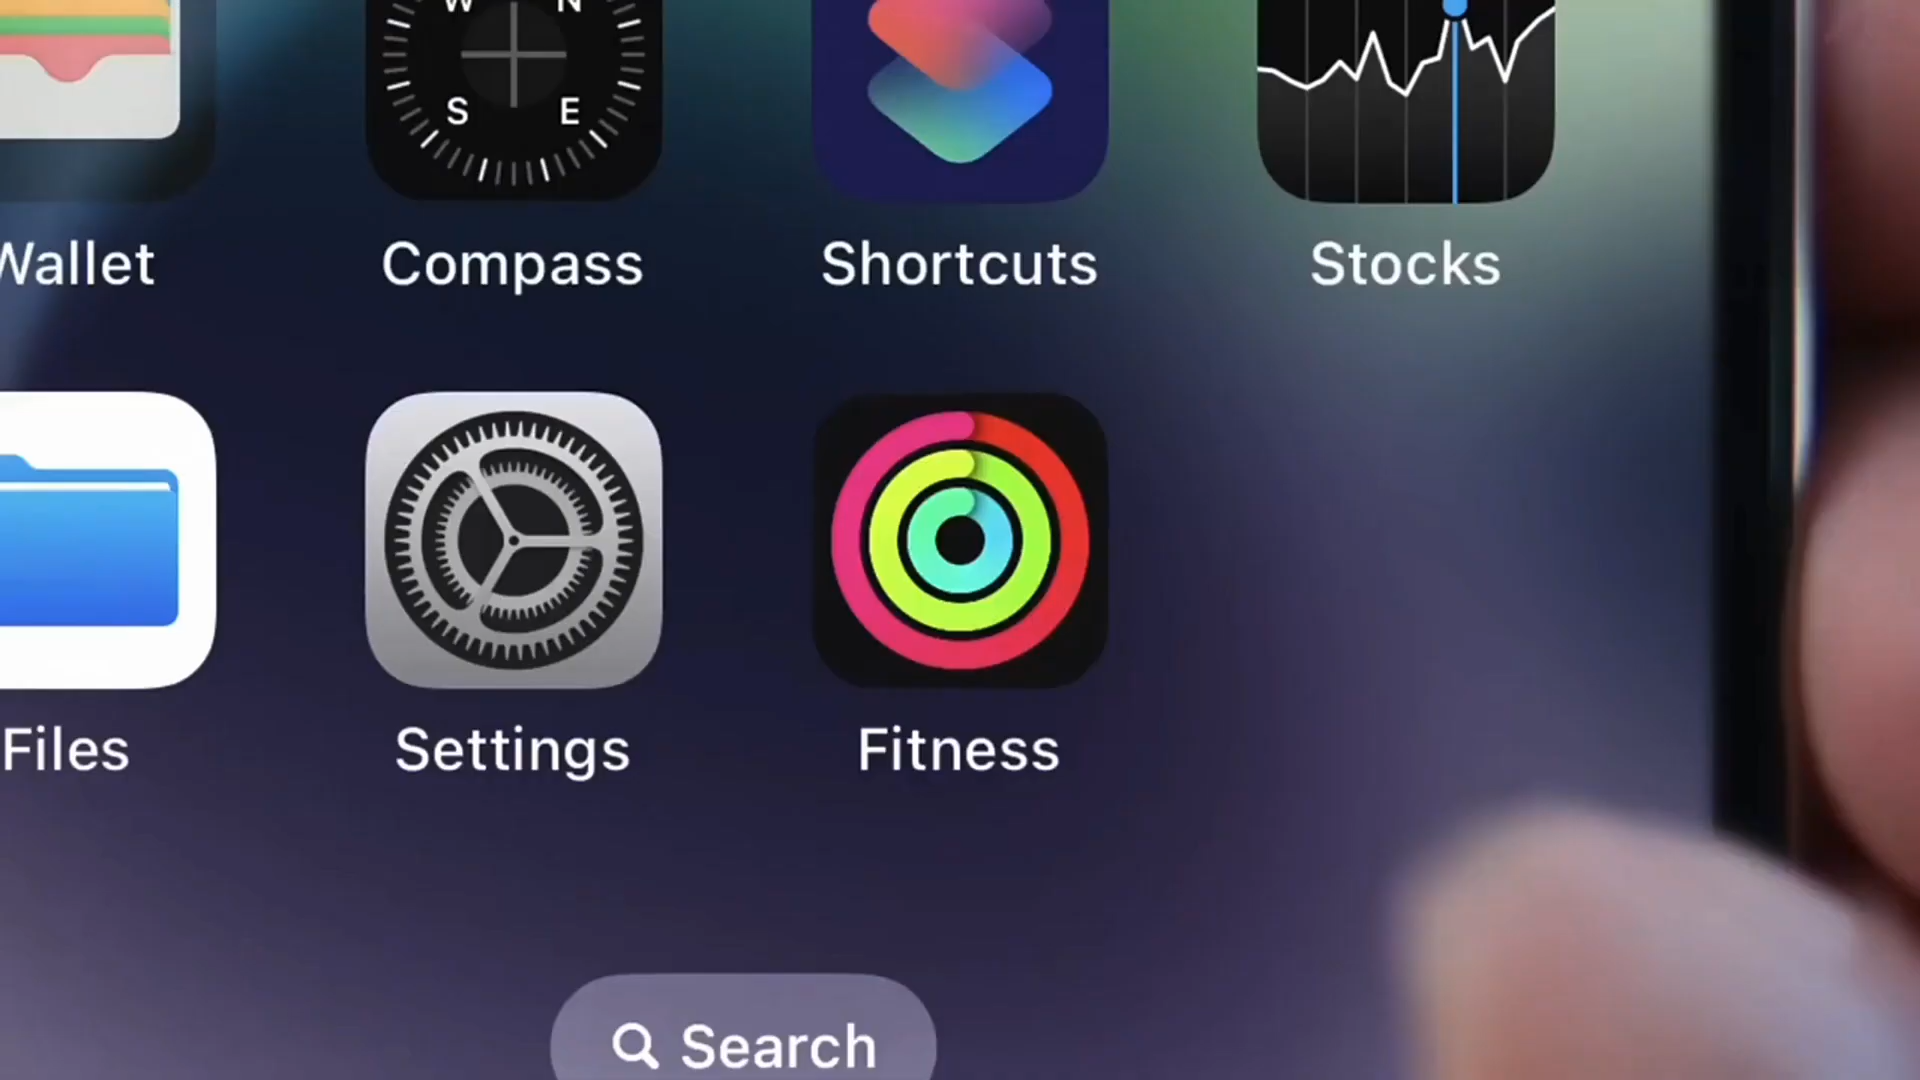 W N
S E
Wallet Compass Shortcuts Stocks
Files Settings Fitness
Search